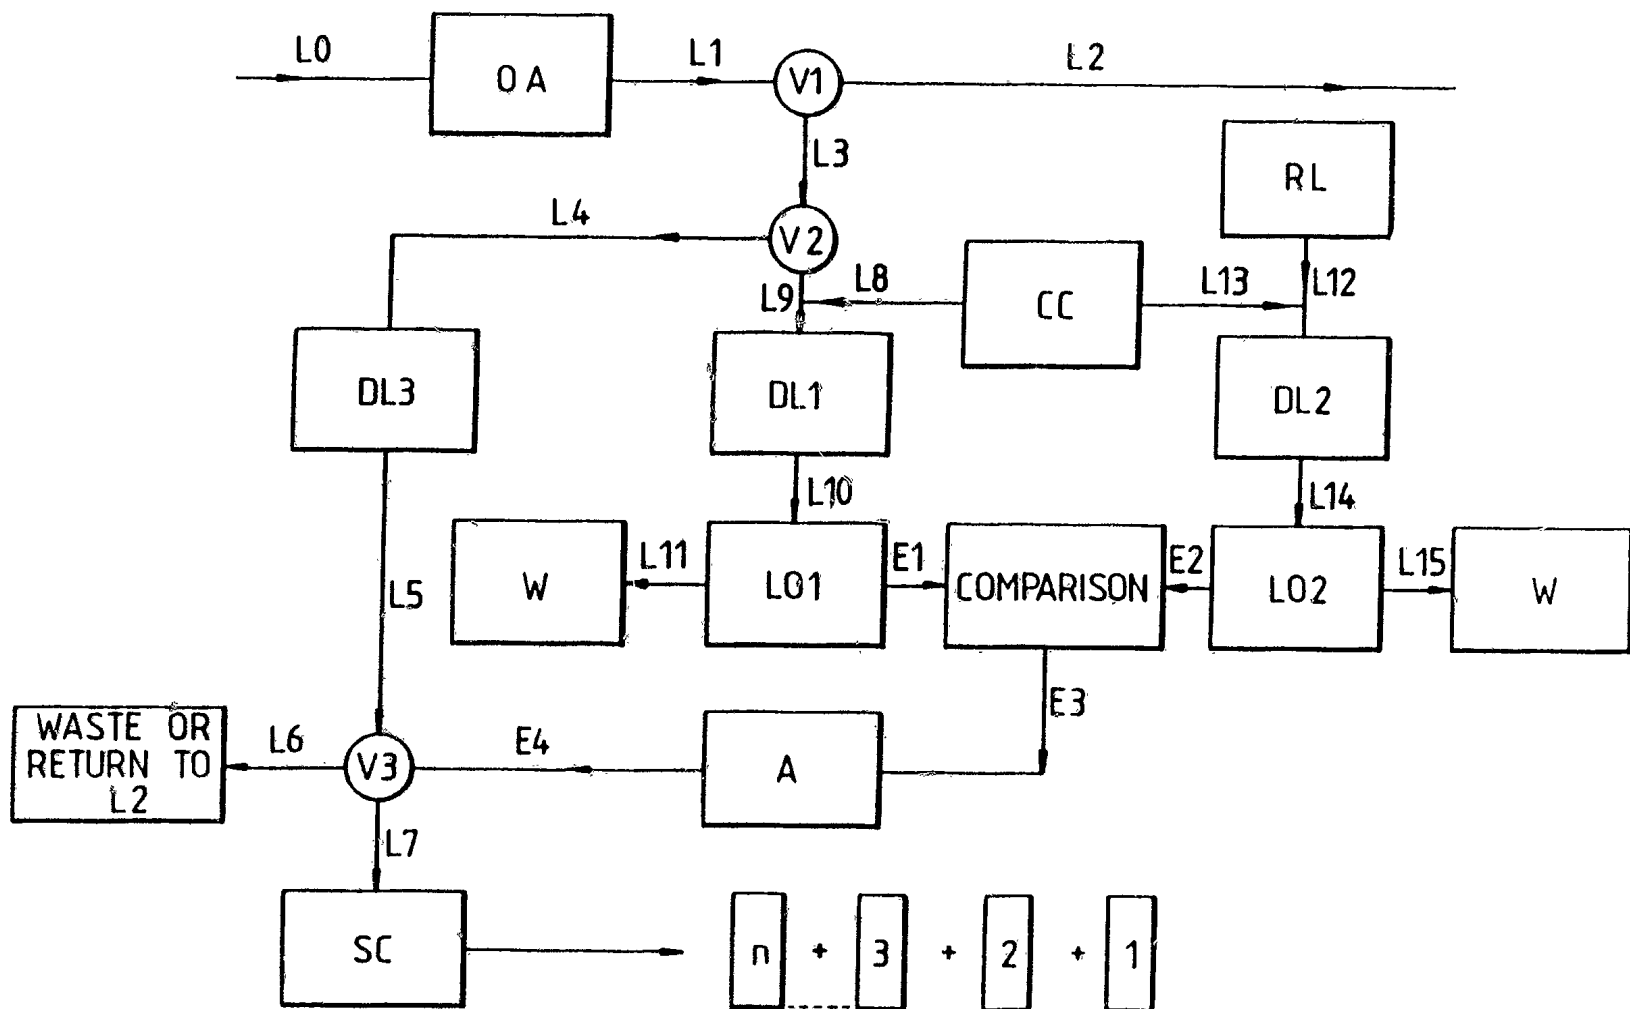 L0
OA
L1
V1
L2
L3
RL
L4
V2
L8
CC
L13
L12
L9
DL3
DL1
DL2
L10
L14
L5
W
L11
LO1
E1
COMPARISON
E2
LO2
L15
W
E3
WASTE OR
RETURN TO
L2
L6
V3
E4
A
L7
SC
n + 3 + 2 + 1